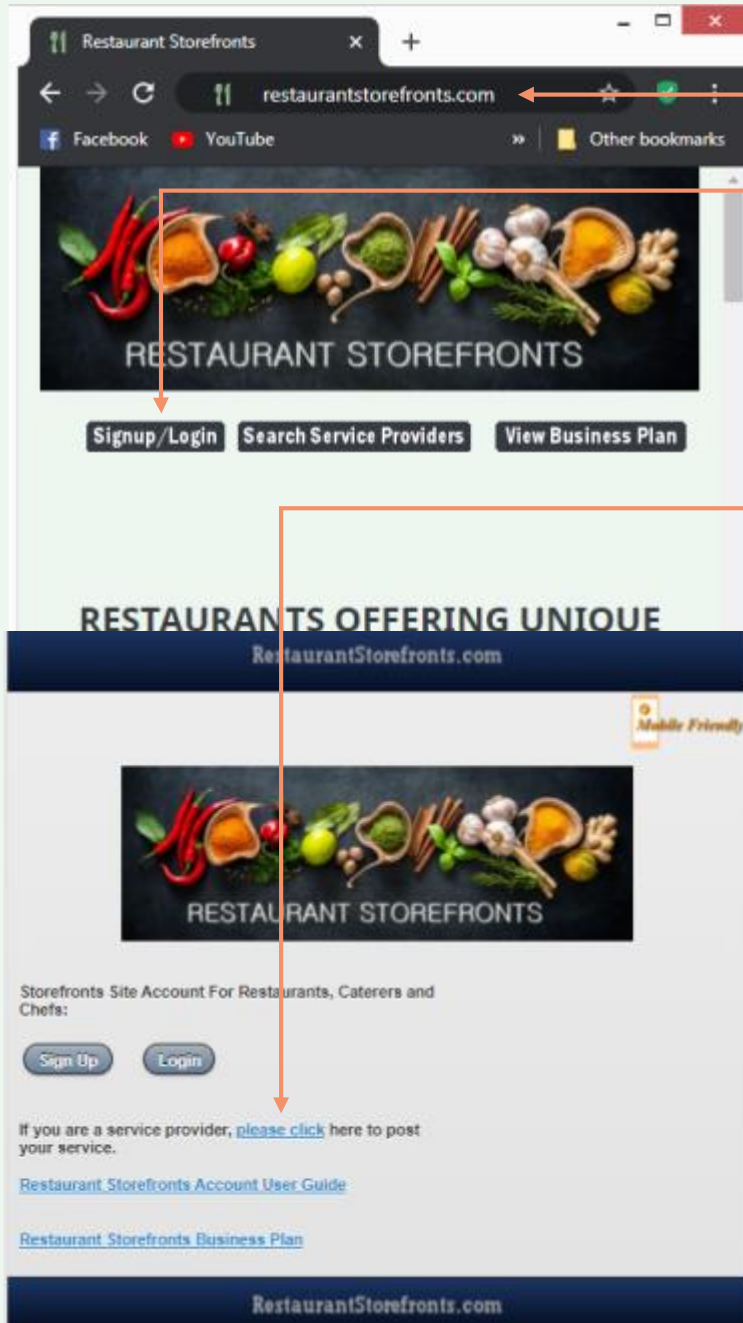 Restaurant Storefronts
restaurantstorefronts.com
Facebook YouTube » Other bookmarks
RESTAURANT STOREFRONTS
Signup/Login Search Service Providers View Business Plan
RESTAURANTS OFFERING UNIQUE
RestaurantStorefronts.com
Mobile Friendly
RESTAURANT STOREFRONTS
Storefronts Site Account For Restaurants, Caterers and
Chefs:
Sign Up Login
If you are a service provider, please click here to post
your service.
Restaurant Storefronts Account User Guide
Restaurant Storefronts Business Plan
RestaurantStorefronts.com